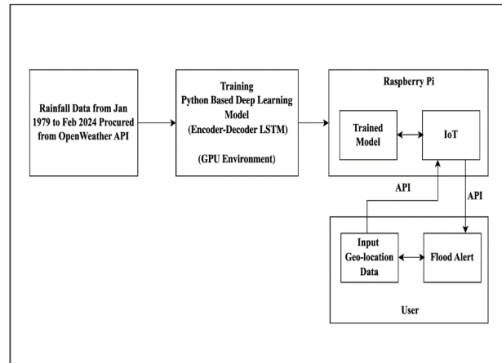 Rainfall Data from Jan
1979 to Feb 2024 Procured
from OpenWeather API
Training
Python Based Deep Learning
Model
(Encoder-Decoder LSTM)
(GPU Environment)
Raspberry Pi
Trained
Model
IoT
API
API
Input
Geo-location
Data
Flood Alert
User